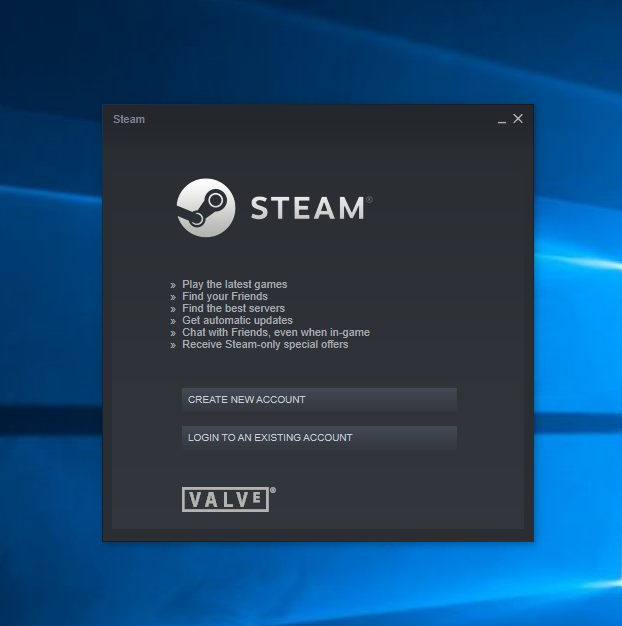 Steam
STEAM®
» Play the latest games
» Find your Friends
» Find the best servers
» Get automatic updates
» Chat with Friends, even when in-game
» Receive Steam-only special offers
CREATE NEW ACCOUNT
LOGIN TO AN EXISTING ACCOUNT
VALVE®